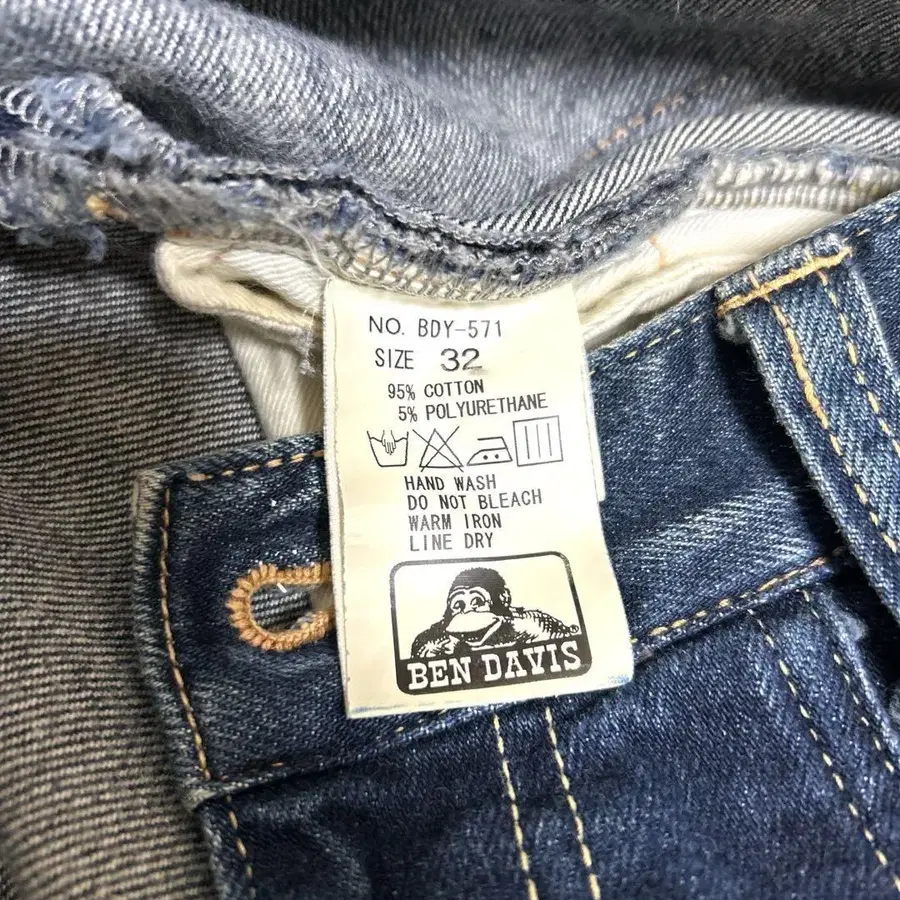 NO. BDY-571
SIZE 32
95% COTTON
5% POLYURETHANE
HAND WASH
DO NOT BLEACH
WARM IRON
LINE DRY
BEN DAVIS